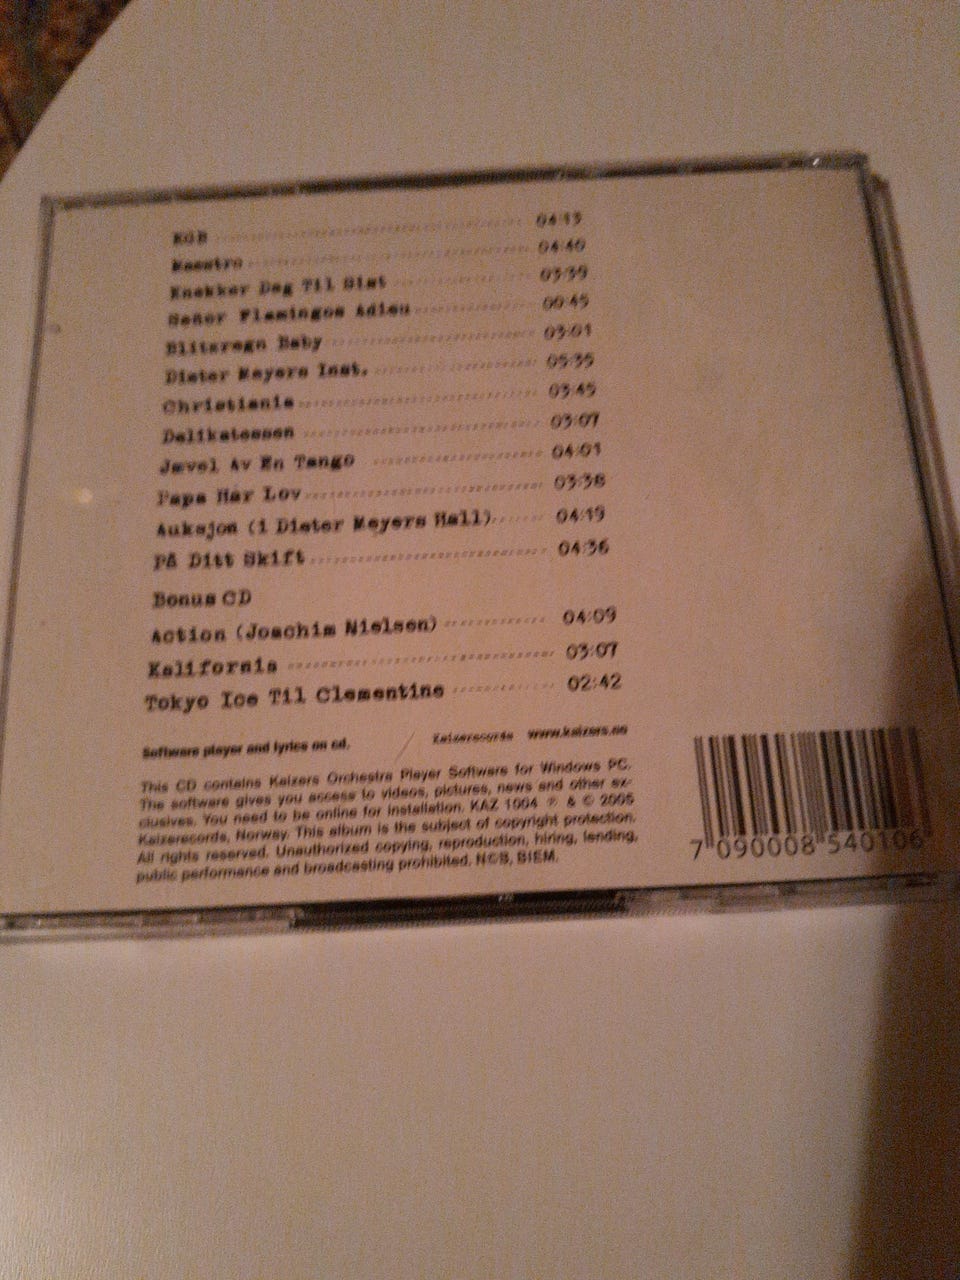 KGB 04:13
Maestro 04:40
Knekker Deg Til Sist 03:39
Señor Flamingos Adieu 00:45
Blitzregn Baby 03:01
Dieter Meyers Inst. 05:35
Christiania 03:45
Delikatessen 03:07
Jævel Av En Tango 04:01
Papa Har Lov 03:38
Auksjon (i Dieter Meyers Hall) 04:19
På Ditt Skift 04:36
Bonus CD
Action (Joachim Nielsen) 04:09
Kalifornia 03:07
Tokyo Ice Til Clementine 02:42
Software player and lyrics on cd. Kaizerecords www.kaizers.no
This CD contains Kaizers Orchestra Player Software for Windows PC.
The software gives you access to videos, pictures, news and other ex-
clusives. You need to be online for installation. KAZ 1004 ℗ & © 2005
Kaizerecords, Norway. This album is the subject of copyright protection.
All rights reserved. Unauthorized copying, reproduction, hiring, lending,
public performance and broadcasting prohibited. N©B, BIEM.
7 090008 540106